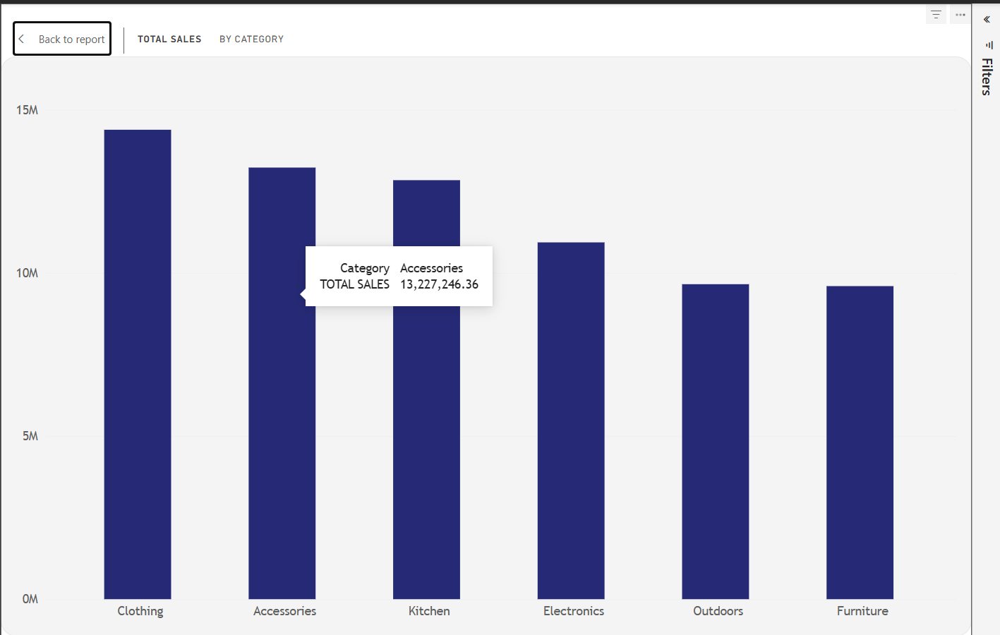 Back to report
TOTAL SALES BY CATEGORY
Filters
15M
10M
5M
0M
Category Accessories
TOTAL SALES 13,227,246.36
Clothing Accessories Kitchen Electronics Outdoors Furniture